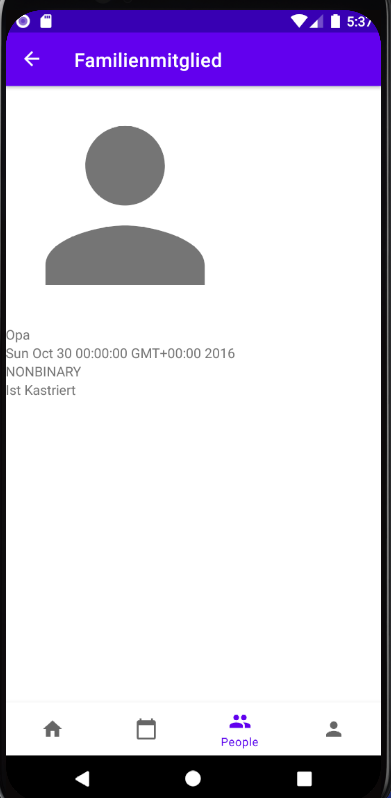 5:37
Familienmitglied
Opa
Sun Oct 30 00:00:00 GMT+00:00 2016
NONBINARY
Ist Kastriert
People